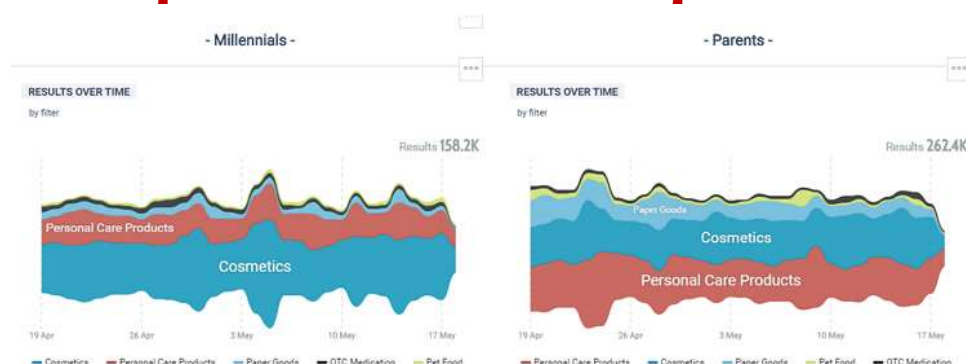 - Millennials -
RESULTS OVER TIME
by filter
Results 158.2K
Personal Care Products
Cosmetics
19 Apr 26 Apr 3 May 10 May 17 May
Cosmetics Personal Care Products Paper Goods OTC Medication Pet Food
- Parents -
RESULTS OVER TIME
by filter
Results 262.4K
Paper Goods
Cosmetics
Personal Care Products
19 Apr 26 Apr 3 May 10 May 17 May
Personal Care Products Cosmetics Paper Goods Pet Food OTC Medication